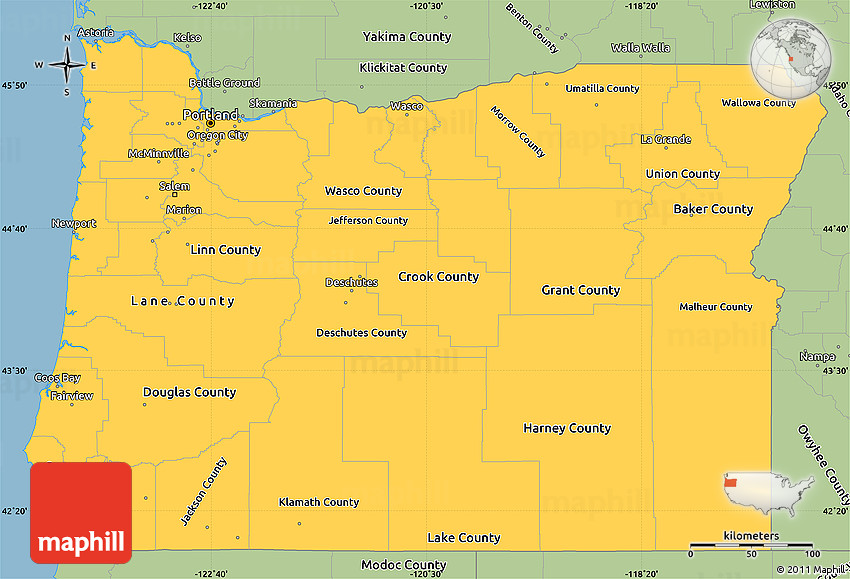 -122°40'
-120°30'
-118°20'
Lewiston
Astoria
Kelso
Yakima County
Benton County
Walla Walla
N
W
E
S
Klickitat County
45°50'
Battle Ground
Umatilla County
45°50'
Idaho C
Skamania
Wasco
Wallowa County
Portland
Morrow County
maphill
Oregon City
La Grande
McMinnville
Union County
Salem
Wasco County
Marion
Baker County
Newport
Jefferson County
44°40'
44°40'
Linn County
Crook County
Deschutes
Grant County
Lane County
Malheur County
Deschutes County
maphill
maphill
Nampa
43°30'
43°30'
Coos Bay
Douglas County
Fairview
Harney County
Owyhee County
Jackson County
Klamath County
42°20'
42°20'
maphill
Lake County
kilometers
0 50 100
Modoc County
-122°40'
-120°30'
-118°20'
© 2011 Maphill